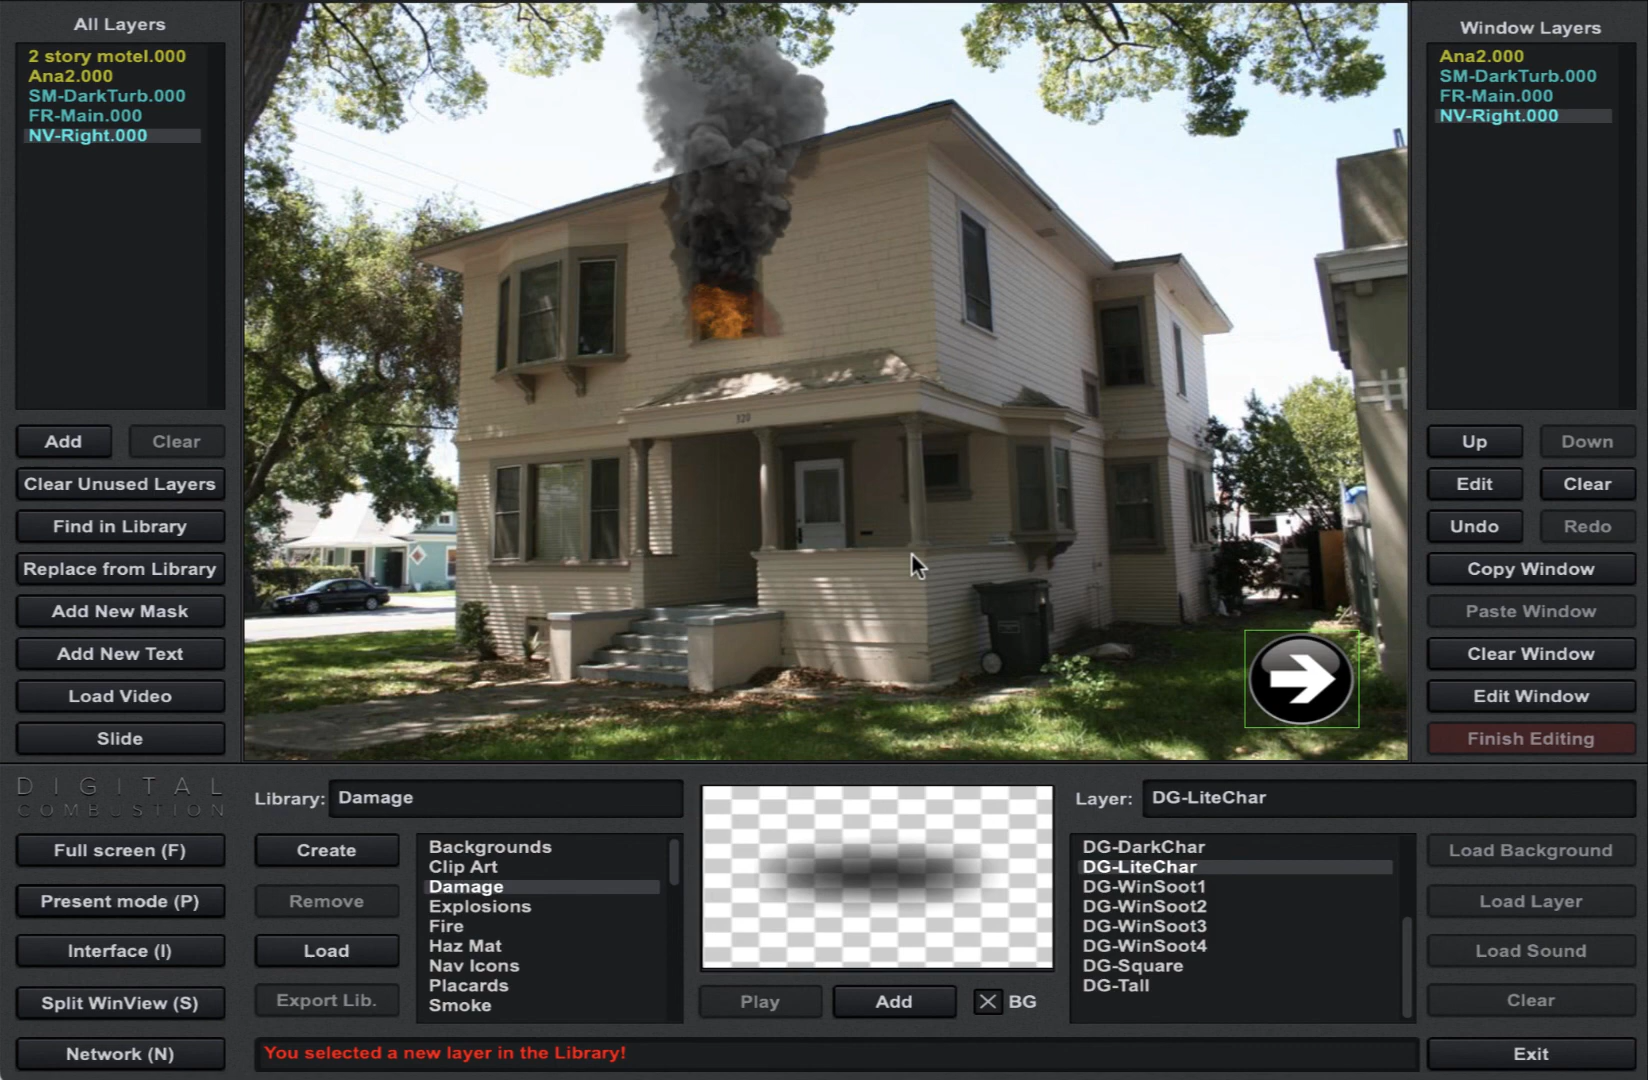 All Layers
2 story motel.000
Ana2.000
SM-DarkTurb.000
FR-Main.000
NV-Right.000
Add
Clear
Clear Unused Layers
Find in Library
Replace from Library
Add New Mask
Add New Text
Load Video
Slide
320
Window Layers
Ana2.000
SM-DarkTurb.000
FR-Main.000
NV-Right.000
Up
Down
Edit
Clear
Undo
Redo
Copy Window
Paste Window
Clear Window
Edit Window
Finish Editing
DIGITAL
COMBUSTION
Full screen (F)
Present mode (P)
Interface (I)
Split WinView (S)
Network (N)
Library: Damage
Create
Remove
Load
Export Lib.
Backgrounds
Clip Art
Damage
Explosions
Fire
Haz Mat
Nav Icons
Placards
Smoke
Play
Add
BG
Layer: DG-LiteChar
DG-DarkChar
DG-LiteChar
DG-WinSoot1
DG-WinSoot2
DG-WinSoot3
DG-WinSoot4
DG-Square
DG-Tall
Load Background
Load Layer
Load Sound
Clear
You selected a new layer in the Library!
Exit